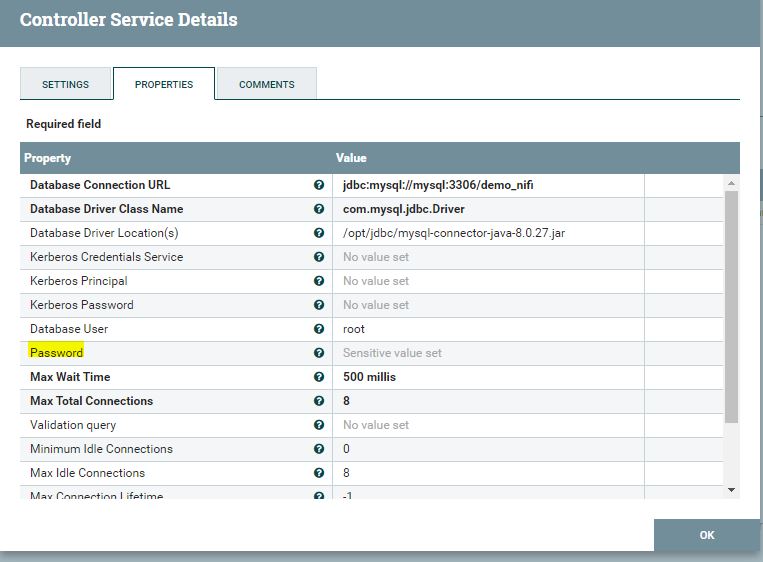 Controller Service Details
SETTINGS PROPERTIES COMMENTS
Required field
Property Value
Database Connection URL ? jdbc:mysql://mysql:3306/demo_nifi
Database Driver Class Name ? com.mysql.jdbc.Driver
Database Driver Location(s) ? /opt/jdbc/mysql-connector-java-8.0.27.jar
Kerberos Credentials Service ? No value set
Kerberos Principal ? No value set
Kerberos Password ? No value set
Database User ? root
Password ? Sensitive value set
Max Wait Time ? 500 millis
Max Total Connections ? 8
Validation query ? No value set
Minimum Idle Connections ? 0
Max Idle Connections ? 8
Max Connection Lifetime ? -1
OK